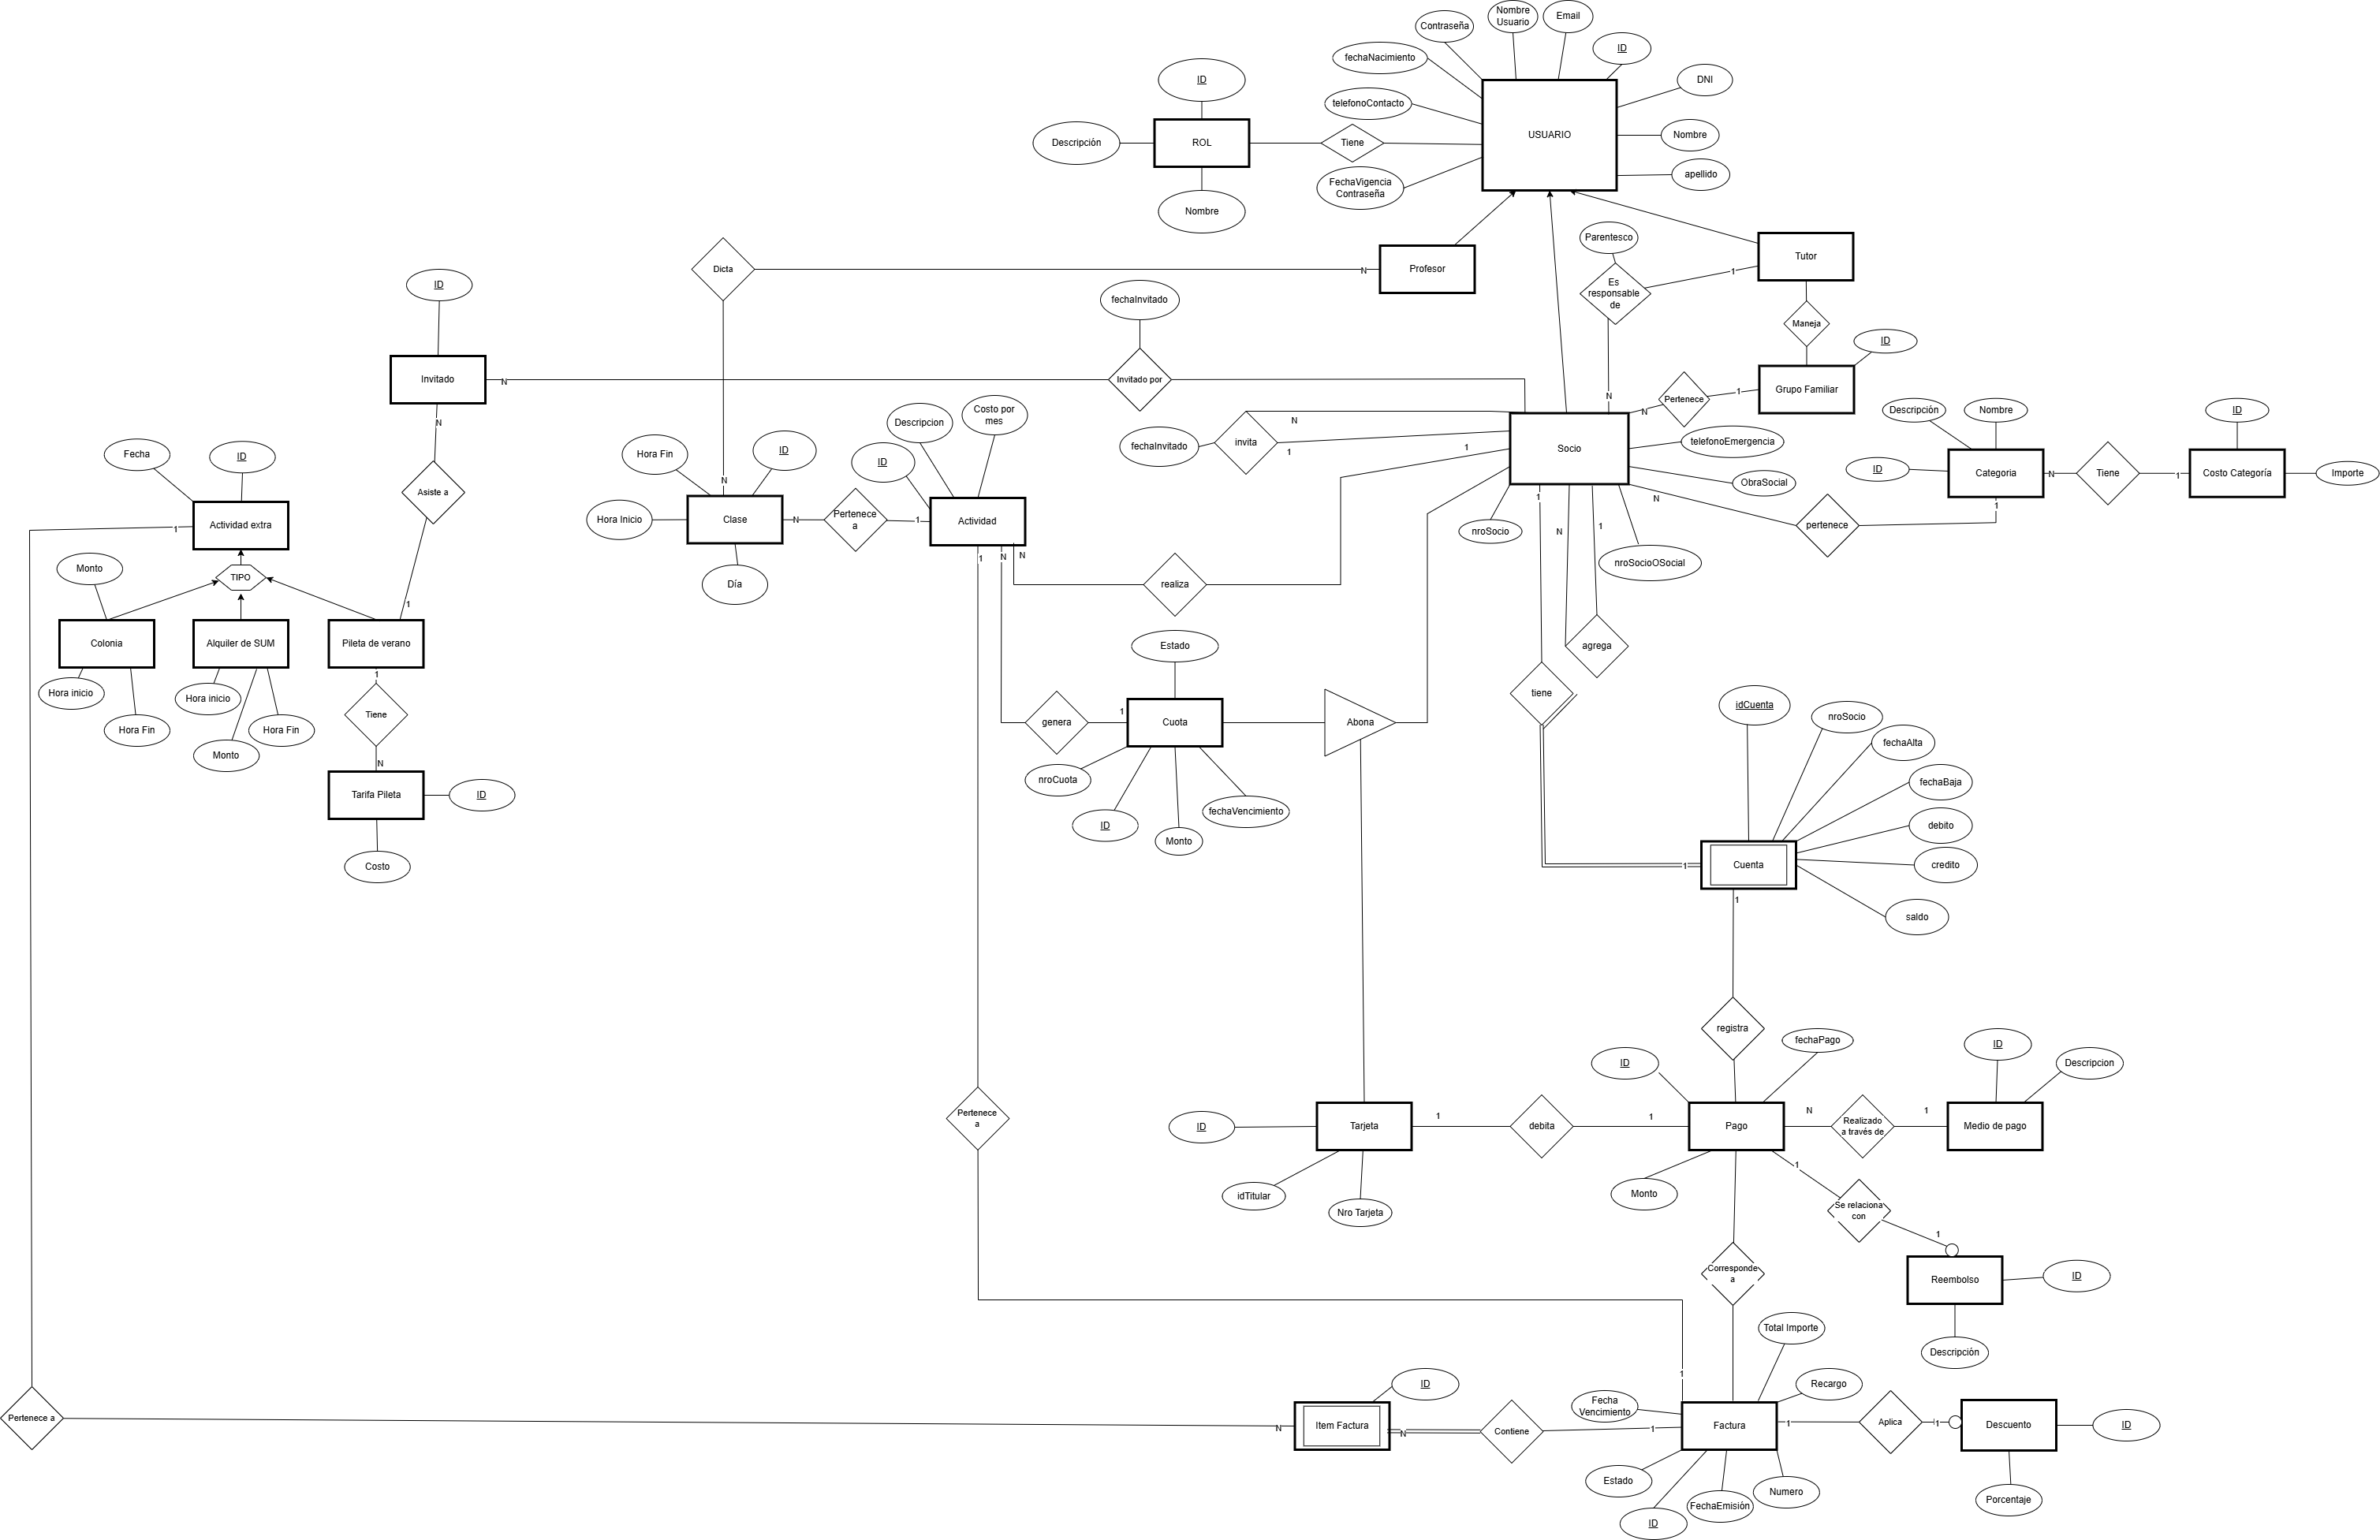 Nombre
Usuario
Email
Contraseña
ID
fechaNacimiento
DNI
ID
telefonoContacto
USUARIO
Nombre
Descripción
ROL
Tiene
apellido
FechaVigencia
Contraseña
Nombre
Parentesco
Tutor
Dicta
N
Profesor
1
ID
Es
responsable
de
fechaInvitado
Maneja
ID
Invitado
N
Invitado por
N
Pertenece
1
Grupo Familiar
N
N
Descripción
Nombre
ID
Descripcion
Costo por
mes
N
fechaInvitado
invita
1
1
Socio
telefonoEmergencia
Fecha
ID
Hora Fin
ID
ID
ID
Categoria
N
Tiene
1
Costo Categoría
Importe
Asiste a
N
ObraSocial
N
1
1
Actividad extra
1
Hora Inicio
Clase
N
Pertenece
a
1
Actividad
nroSocio
N
1
pertenece
1
N
N
nroSocioOSocial
Monto
TIPO
Día
realiza
1
Colonia
Alquiler de SUM
Pileta de verano
Estado
agrega
1
Hora inicio
Hora inicio
tiene
idCuenta
Tiene
1
nroSocio
Hora Fin
Hora Fin
genera
Cuota
Abona
fechaAlta
Monto
N
nroCuota
fechaBaja
Tarifa Pileta
ID
fechaVencimiento
ID
debito
Monto
Costo
1
Cuenta
credito
1
saldo
registra
fechaPago
ID
ID
Descripcion
Pertenece
a
ID
Tarjeta
1
debita
1
Pago
N
Realizado
a través de
1
Medio de pago
1
idTitular
Nro Tarjeta
Monto
Se relaciona
con
1
Corresponde
a
Reembolso
ID
Total Importe
Descripción
1
ID
Recargo
Fecha
Vencimiento
Pertenece a
N
Item Factura
N
Contiene
1
Factura
1
Aplica
1
Descuento
ID
Estado
Numero
FechaEmisión
Porcentaje
ID